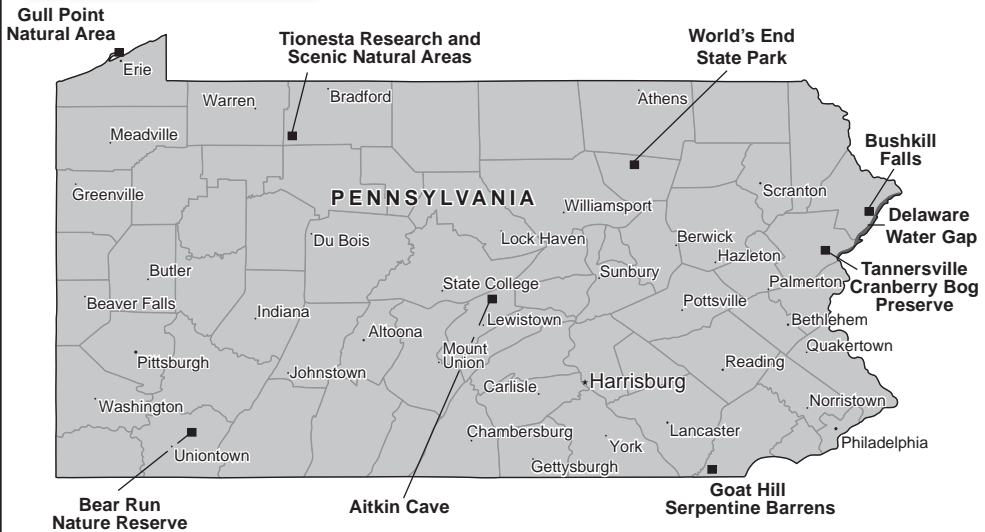 Gull Point
Natural Area
Erie
Tionesta Research and
Scenic Natural Areas
World's End
State Park
Warren
Bradford
Athens
Meadville
Bushkill
Falls
Greenville
PENNSYLVANIA
Williamsport
Scranton
Delaware
Water Gap
Du Bois
Lock Haven
Berwick
Hazleton
Butler
State College
Sunbury
Palmerton
Tannersville
Cranberry Bog
Preserve
Beaver Falls
Indiana
Pottsville
Lewistown
Bethlehem
Altoona
Mount
Union
Quakertown
Pittsburgh
Johnstown
Reading
Carlisle
Harrisburg
Washington
Norristown
Chambersburg
Lancaster
Philadelphia
Uniontown
York
Gettysburgh
Bear Run
Nature Reserve
Aitkin Cave
Goat Hill
Serpentine Barrens